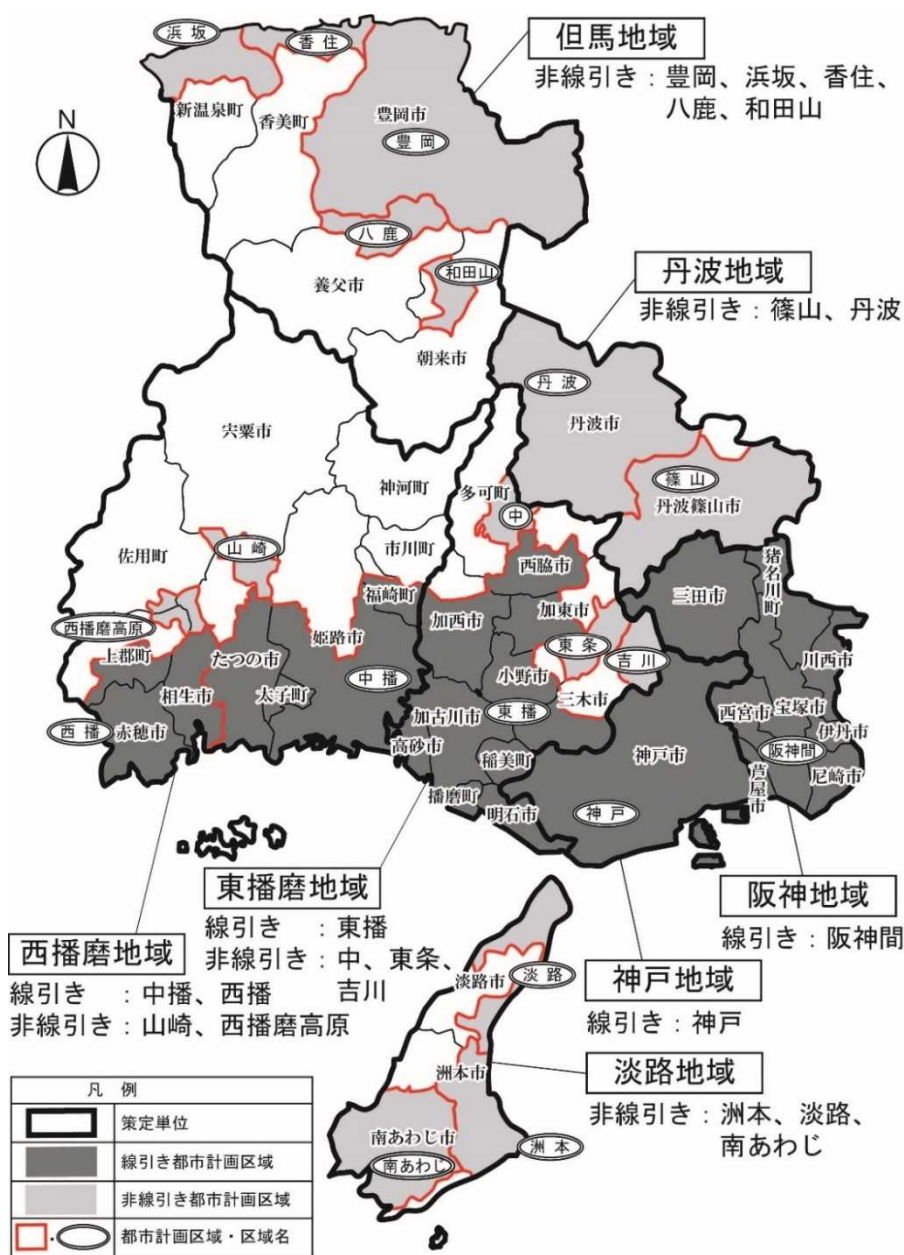 浜坂
香住
但馬地域
非線引き：豊岡、浜坂、香住、
八鹿、和田山
新温泉町
香美町
豊岡市
豊岡
N
八鹿
養父市
和田山
朝来市
丹波地域
非線引き：篠山、丹波
丹波
丹波市
篠山
丹波篠山市
宍粟市
神河町
多可町
中
佐用町
山崎
市川町
西脇市
猪名川町
三田市
福崎町
加西市
加東市
西播磨高原
上郡町
たつの市
姫路市
東条
吉川
川西市
相生市
太子町
中播
小野市
三木市
西播
赤穂市
加古川市
東播
神戸市
西宮市
宝塚市
伊丹市
高砂市
稲美町
阪神間
芦屋市
尼崎市
播磨町
明石市
神戸
東播磨地域
線引き　：東播
非線引き：中、東条、
吉川
西播磨地域
線引き　：中播、西播
非線引き：山崎、西播磨高原
阪神地域
線引き：阪神間
神戸地域
線引き：神戸
淡路市
淡路
洲本市
淡路地域
非線引き：洲本、淡路、
南あわじ
南あわじ市
南あわじ
洲本
凡　例
策定単位
線引き都市計画区域
非線引き都市計画区域
・
都市計画区域・区域名